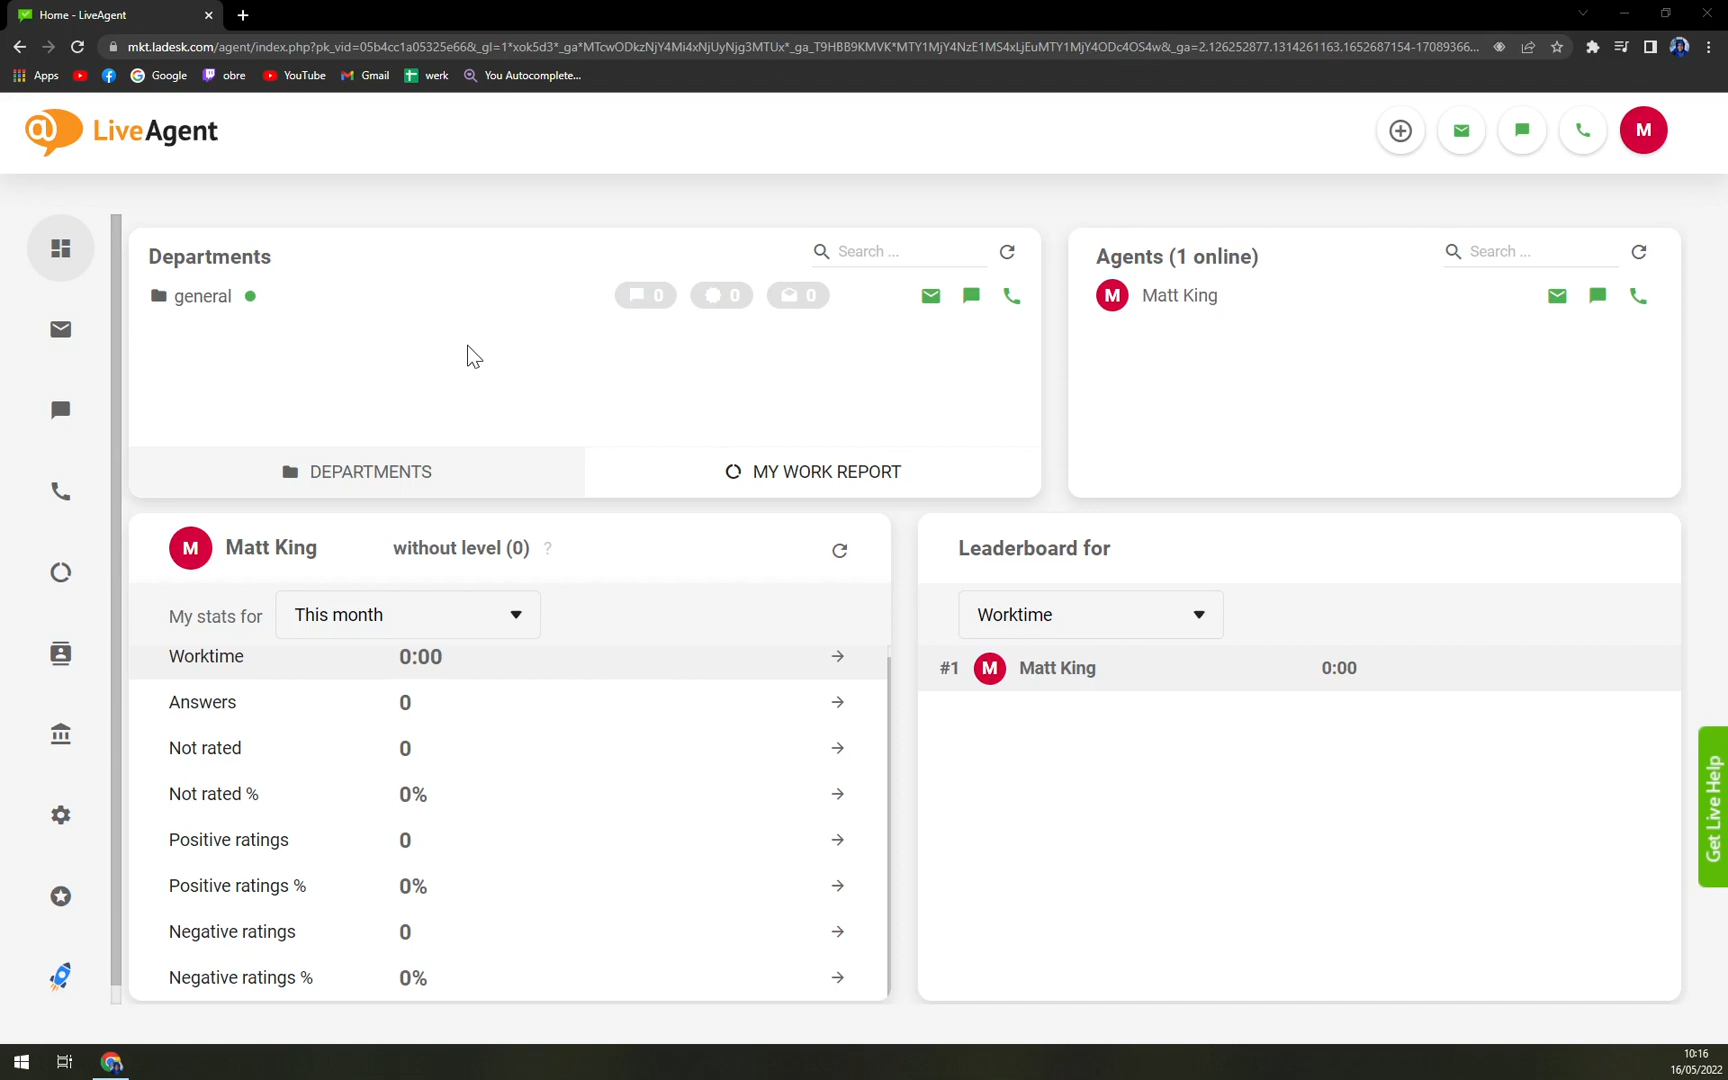 Home - LiveAgent
mkt.ladesk.com/agent/index.php?pk_vid=05b4cc1a05325e66&_gl=1*xok5d3*_ga*MTcwODkzNjY4Mi4xNjUyNjg3MTUx*_ga_T9HBB9KMVK*MTY1MjY4NzE1MS4xLjEuMTY1MjY4ODc4OS4w&_ga=2.126252877.1314261163.1652687154-17089366...
Apps
Google
obre
YouTube
Gmail
werk
You Autocomplete...
@ LiveAgent
M
Departments
Search ...
general
0
0
0
DEPARTMENTS
MY WORK REPORT
Agents (1 online)
Search ...
M Matt King
M Matt King
without level (0) ?
My stats for
This month
Worktime 0:00
Answers 0
Not rated 0
Not rated % 0%
Positive ratings 0
Positive ratings % 0%
Negative ratings 0
Negative ratings % 0%
Leaderboard for
Worktime
#1 M Matt King 0:00
Get Live Help
10:16
16/05/2022